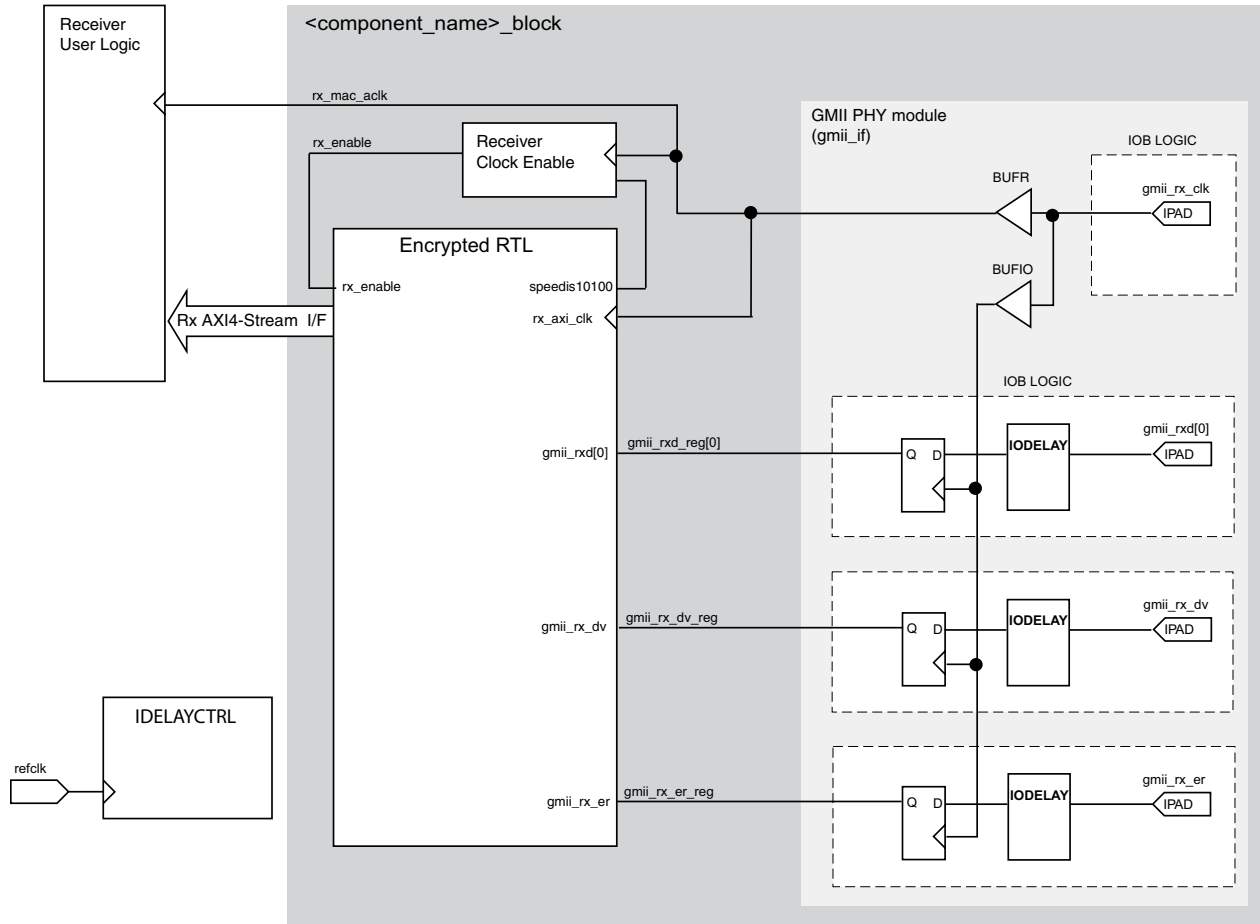 Receiver
User Logic
<component_name>_block
rx_mac_aclk
rx_enable
Receiver
Clock Enable
GMII PHY module
(gmii_if)
IOB LOGIC
BUFR
gmii_rx_clk
IPAD
BUFIO
Encrypted RTL
rx_enable
speedis10100
rx_axi_clk
Rx AXI4-Stream I/F
IOB LOGIC
gmii_rxd[0]
gmii_rxd_reg[0]
Q
D
IODELAY
gmii_rxd[0]
IPAD
gmii_rx_dv
gmii_rx_dv_reg
Q
D
IODELAY
gmii_rx_dv
IPAD
IDELAYCTRL
refclk
gmii_rx_er
gmii_rx_er_reg
Q
D
IODELAY
gmii_rx_er
IPAD